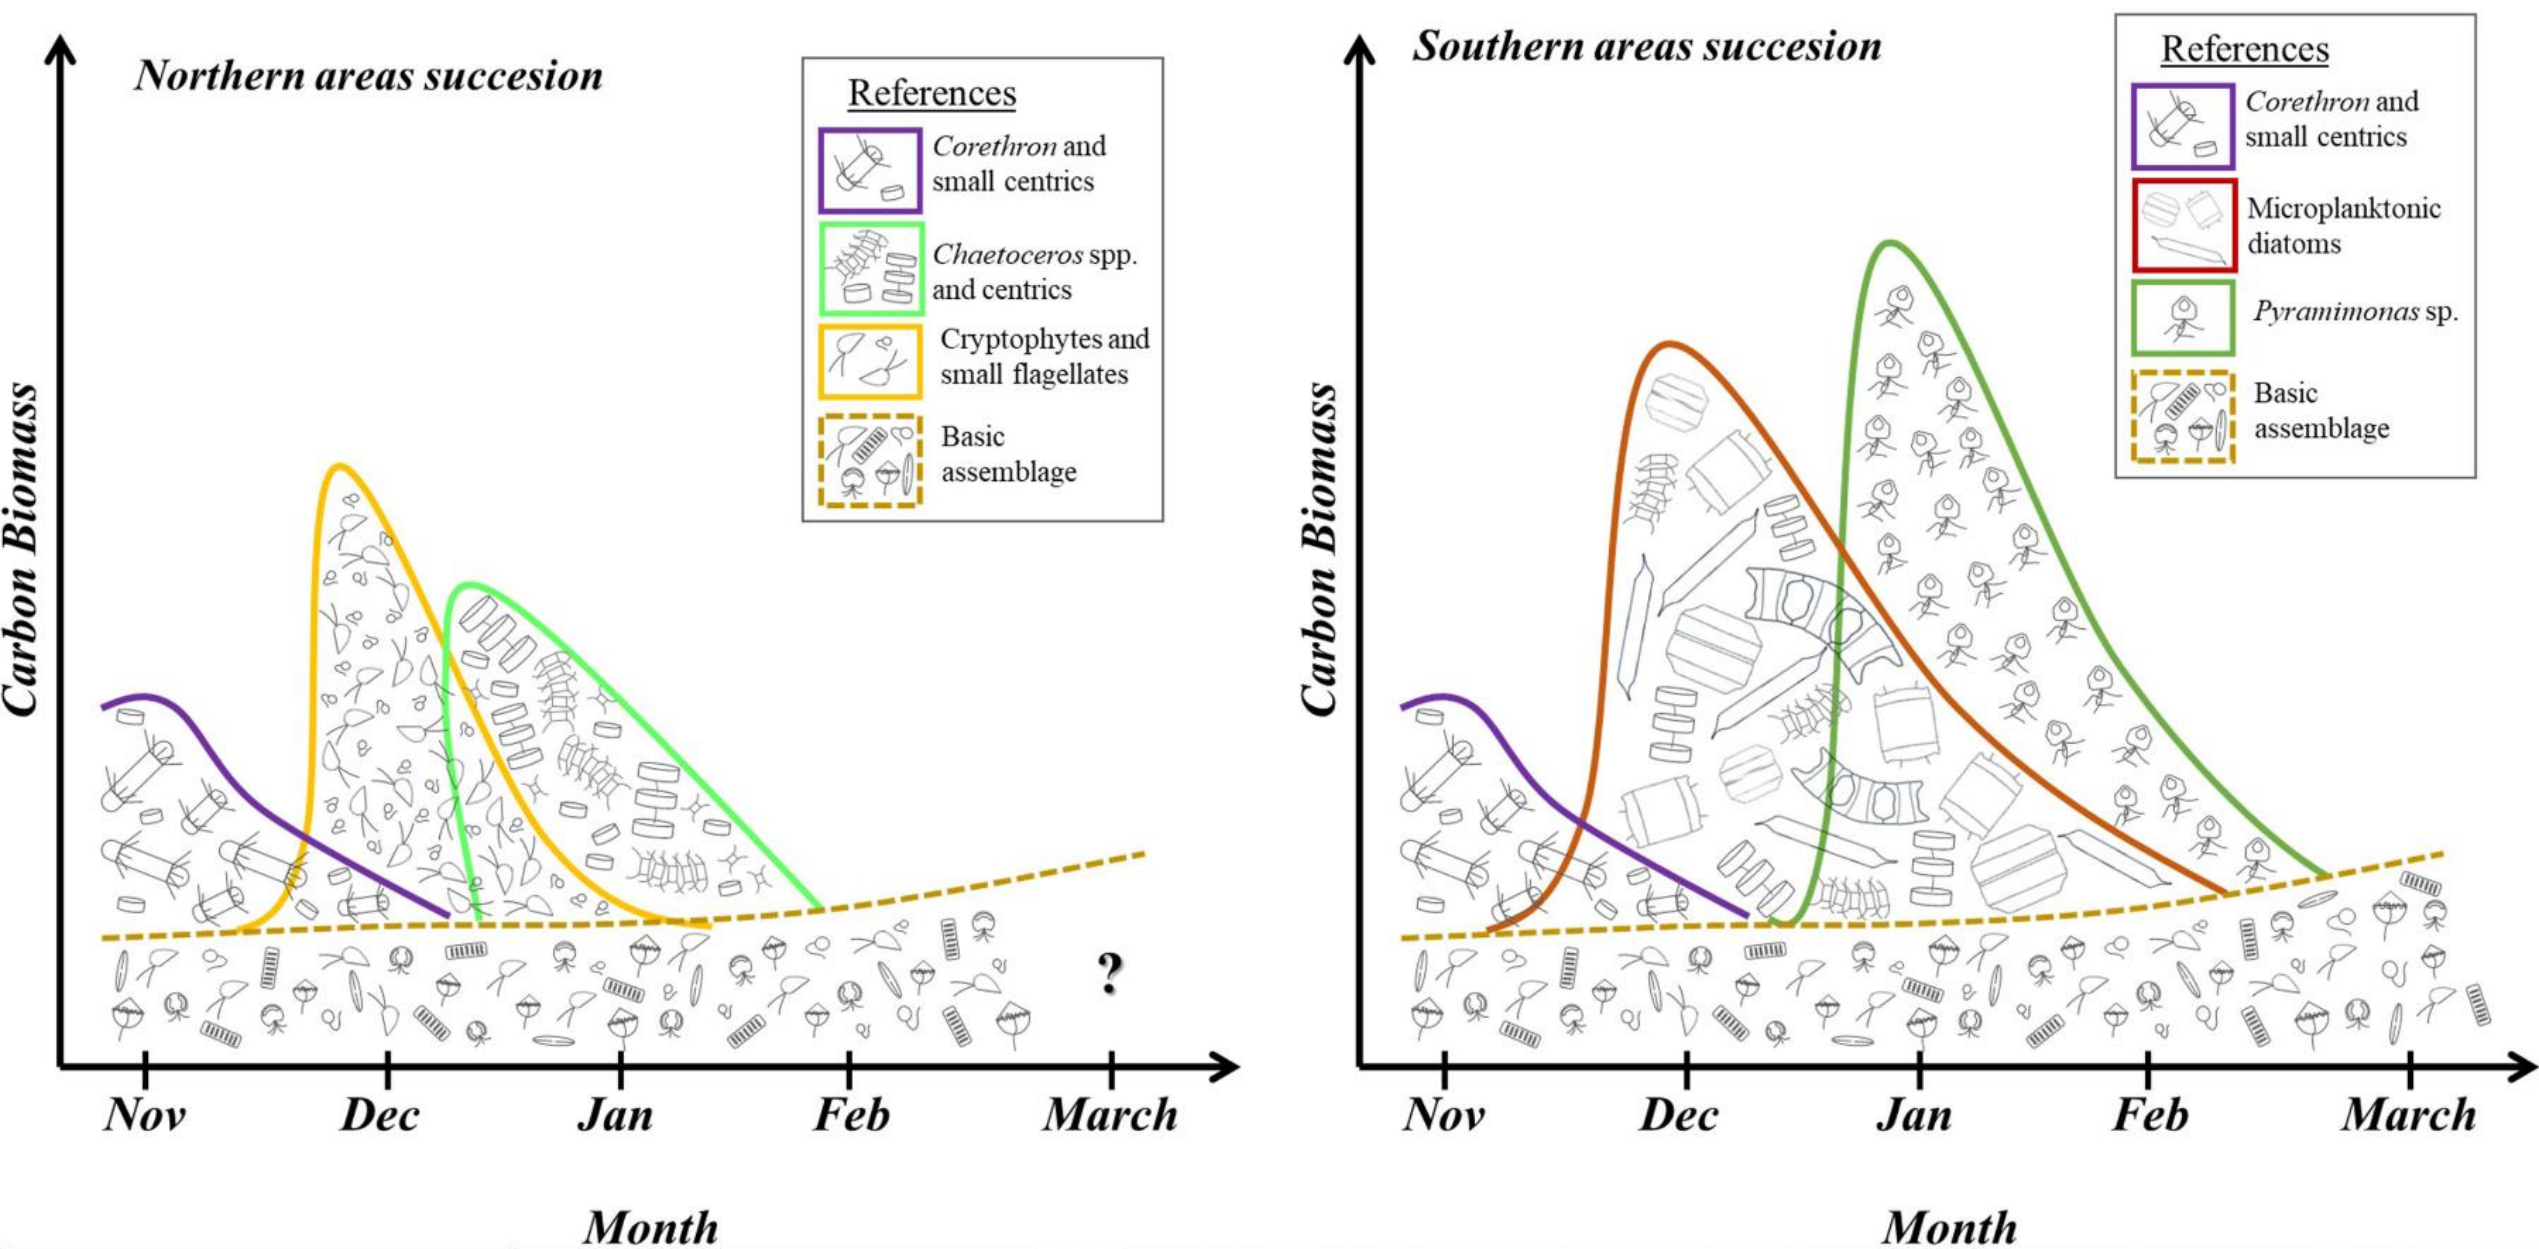 Northern areas succesion
References
Corethron and
small centrics
Chaetoceros spp.
and centrics
Cryptophytes and
small flagellates
Basic
assemblage
Carbon Biomass
?
Nov Dec Jan Feb March
Month
Southern areas succesion
References
Corethron and
small centrics
Microplanktonic
diatoms
Pyramimonas sp.
Basic
assemblage
Carbon Biomass
Nov Dec Jan Feb March
Month